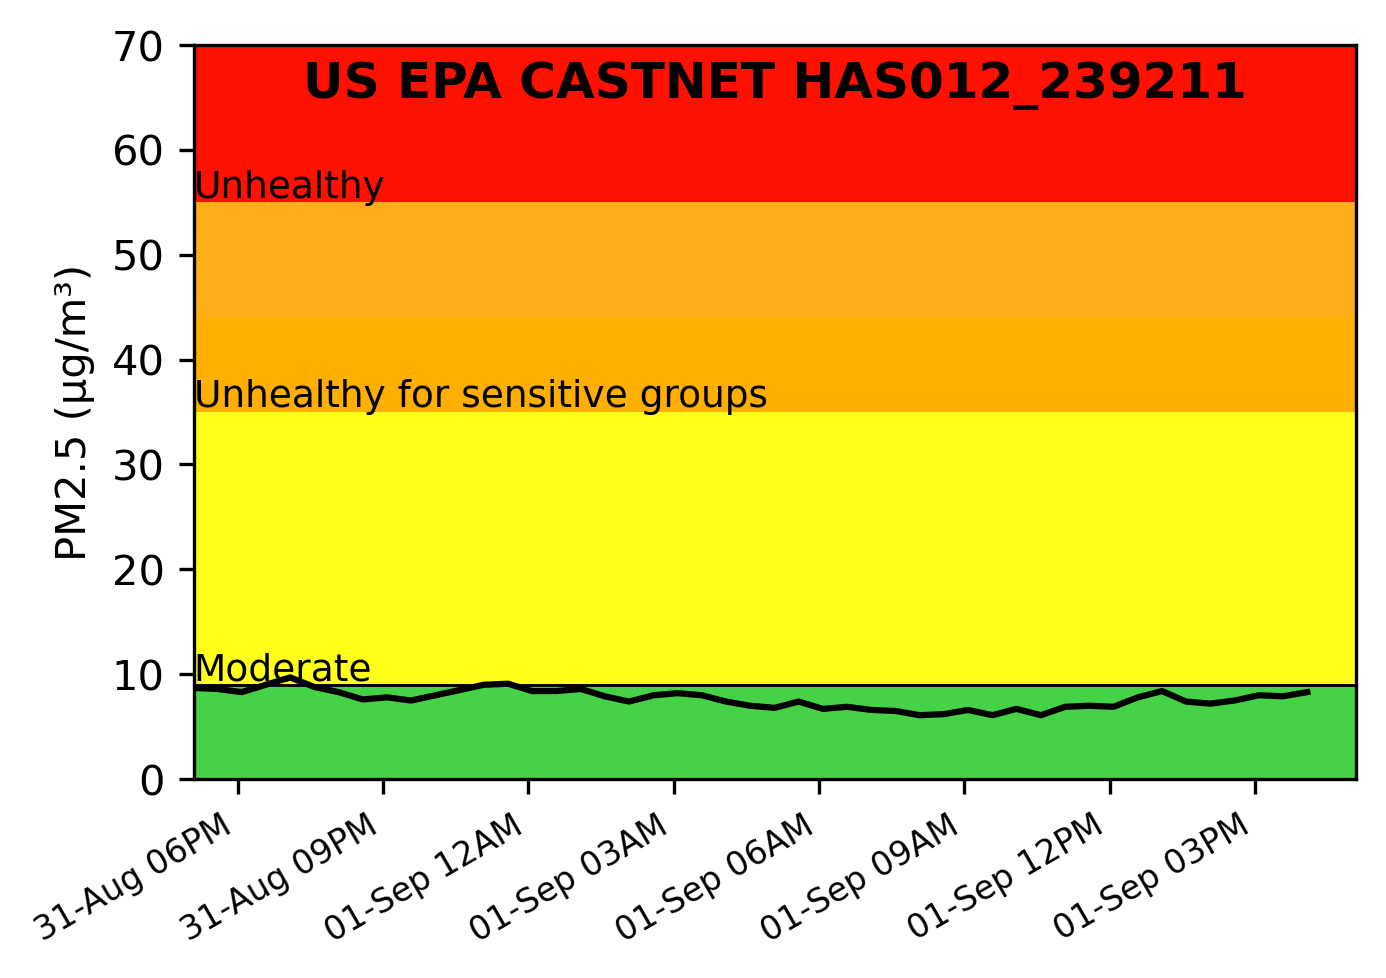 US EPA CASTNET HAS012_239211
70
60
50
40
30
20
10
0
PM2.5 (µg/m³)
Unhealthy
Unhealthy for sensitive groups
Moderate
31-Aug 06PM
31-Aug 09PM
01-Sep 12AM
01-Sep 03AM
01-Sep 06AM
01-Sep 09AM
01-Sep 12PM
01-Sep 03PM